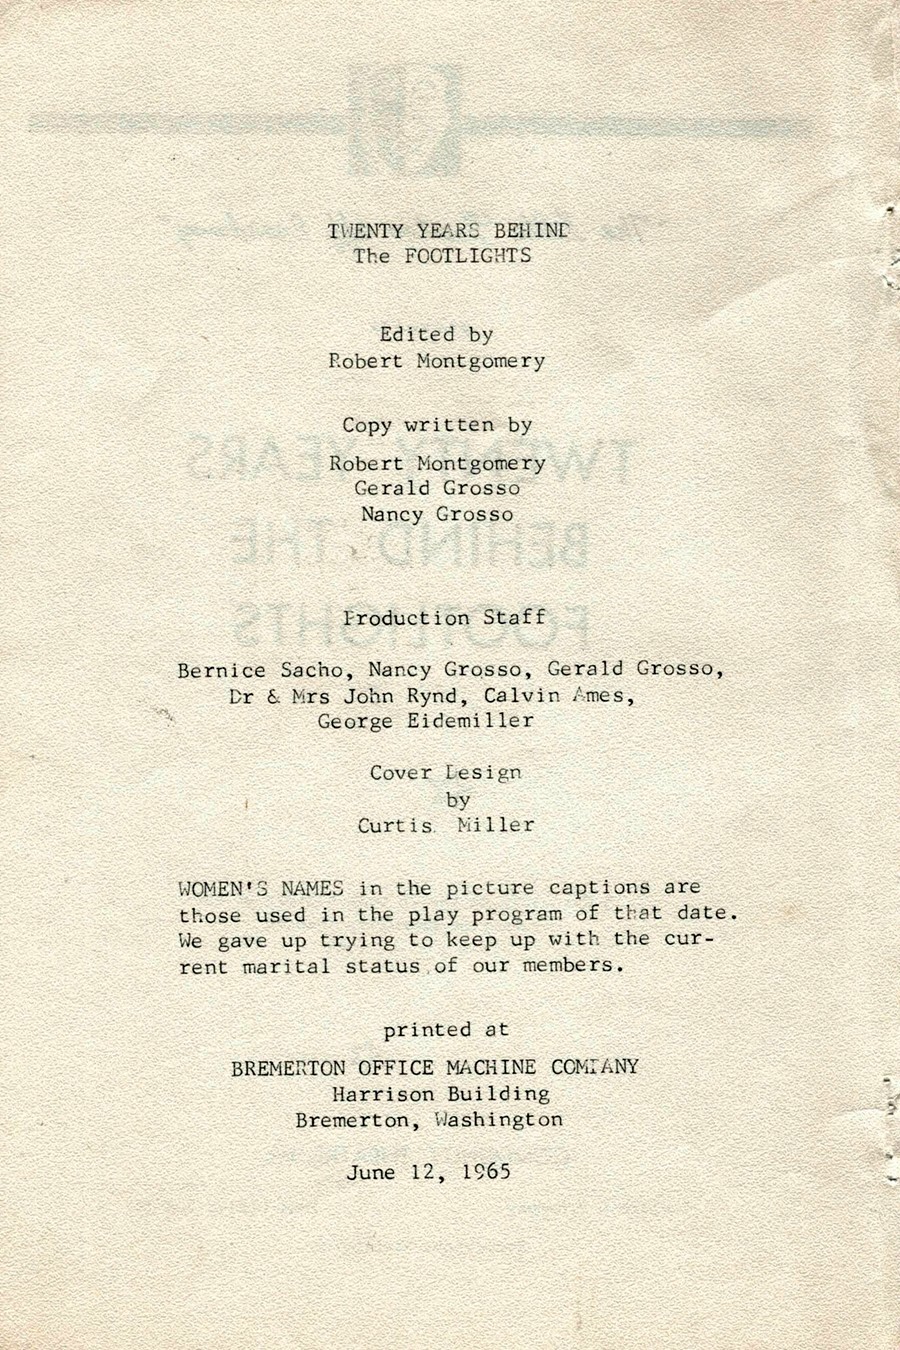 TWENTY YEARS BEHIND
The FOOTLIGHTS
Edited by
Robert Montgomery
Copy written by
Robert Montgomery
Gerald Grosso
Nancy Grosso
Production Staff
Bernice Sacho, Nancy Grosso, Gerald Grosso,
Dr & Mrs John Rynd, Calvin Ames,
George Eidemiller
Cover Design
by
Curtis Miller
WOMEN'S NAMES in the picture captions are
those used in the play program of that date.
We gave up trying to keep up with the cur-
rent marital status of our members.
printed at
BREMERTON OFFICE MACHINE COMPANY
Harrison Building
Bremerton, Washington
June 12, 1965